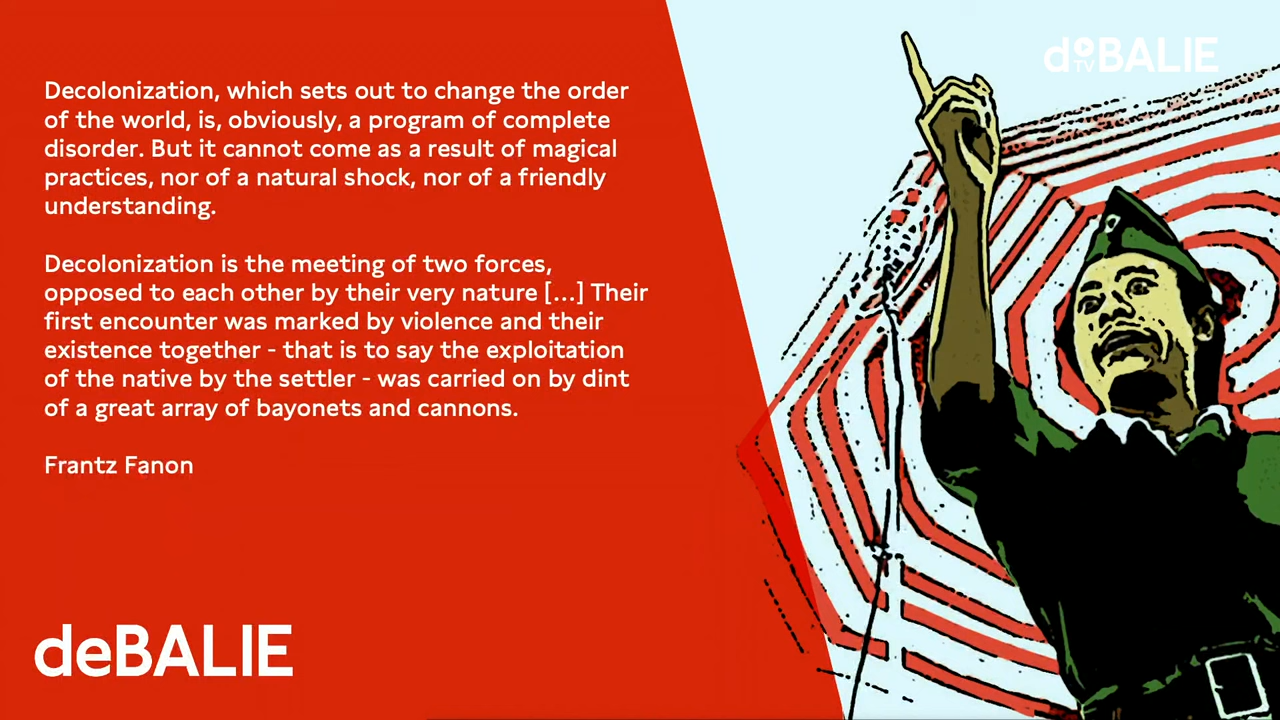 Decolonization, which sets out to change the order
of the world, is, obviously, a program of complete
disorder. But it cannot come as a result of magical
practices, nor of a natural shock, nor of a friendly
understanding.
Decolonization is the meeting of two forces,
opposed to each other by their very nature [...] Their
first encounter was marked by violence and their
existence together - that is to say the exploitation
of the native by the settler - was carried on by dint
of a great array of bayonets and cannons.
Frantz Fanon
deBALIE
deBALIE
TV